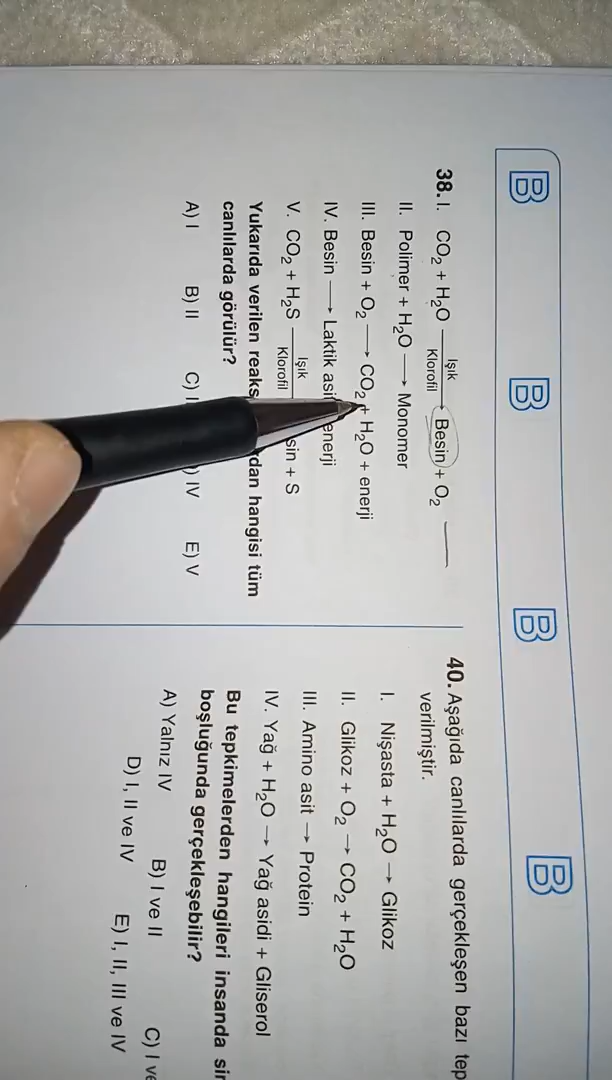 B B B B
38. I. CO₂ + H₂O —Işık/Klorofil→ Besin + O₂
II. Polimer + H₂O → Monomer
III. Besin + O₂ → CO₂ + H₂O + enerji
IV. Besin → Laktik asi enerji
V. CO₂ + H₂S —Işık/Klorofil sin + S
Yukarıda verilen reaks dan hangisi tüm
canlılarda görülür?
A) I B) II C) I ) IV E) V
40. Aşağıda canlılarda gerçekleşen bazı tep
verilmiştir.
I. Nişasta + H₂O → Glikoz
II. Glikoz + O₂ → CO₂ + H₂O
III. Amino asit → Protein
IV. Yağ + H₂O → Yağ asidi + Gliserol
Bu tepkimelerden hangileri insanda sin
boşluğunda gerçekleşebilir?
A) Yalnız IV B) I ve II C) I ve
D) I, II ve IV E) I, II, III ve IV